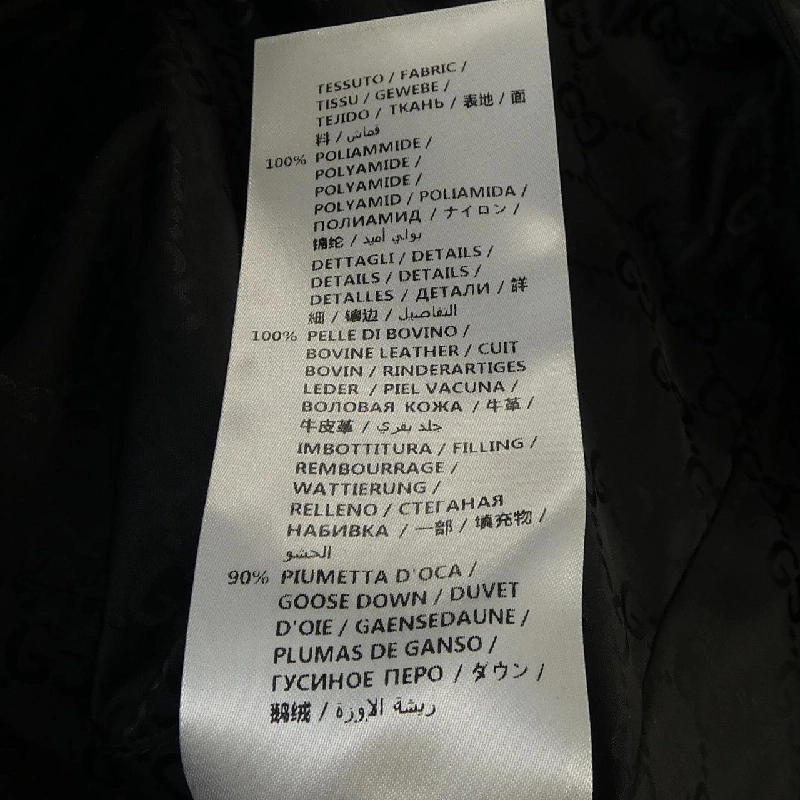 TESSUTO / FABRIC /
TISSU / GEWEBE /
TEJIDO / ТКАНЬ / 表地 / 面
料 / قماش
100% POLIAMMIDE /
POLYAMIDE /
POLYAMIDE /
POLYAMID / POLIAMIDA /
ПОЛИАМИД / ナイロン /
锦纶 / بولي أميد
DETTAGLI / DETAILS /
DETAILS / DETAILS /
DETALLES / ДЕТАЛИ / 詳
細 / 镶边 / التفاصيل
100% PELLE DI BOVINO /
BOVINE LEATHER / CUIT
BOVIN / RINDERARTIGES
LEDER / PIEL VACUNA /
ВОЛОВАЯ КОЖА / 牛革 /
牛皮革 / جلد بقري
IMBOTTITURA / FILLING /
REMBOURRAGE /
WATTIERUNG /
RELLENO / СТЕГАНАЯ
НАБИВКА / 一部 / 填充物 /
الحشو
90% PIUMETTA D'OCA /
GOOSE DOWN / DUVET
D'OIE / GAENSEDAUNE /
PLUMAS DE GANSO /
ГУСИНОЕ ПЕРО / ダウン /
鹅绒 / ريشة الاوزة